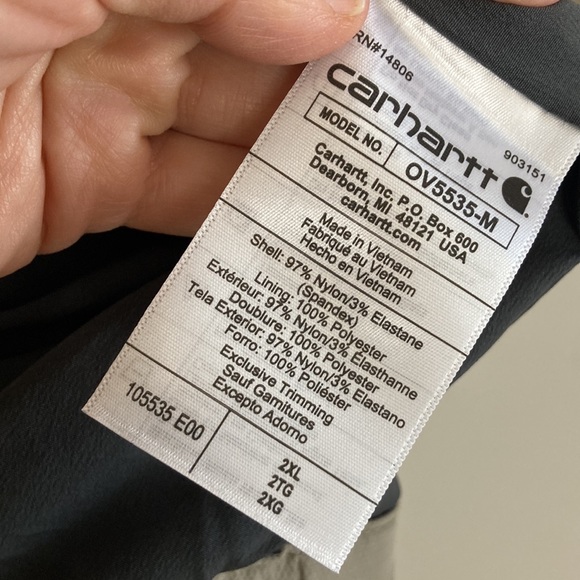 RN#14806
carhartt
903151
MODEL NO. OV5535-M
Carhartt, Inc. P.O. Box 600
Dearborn, MI 48121 USA
carhartt.com
Made in Vietnam
Fabriqué au Vietnam
Hecho en Vietnam
Shell: 97% Nylon/3% Elastane
(Spandex)
Lining: 100% Polyester
Extérieur: 97% Nylon/3% Élasthanne
Doublure: 100% Polyester
Tela Exterior: 97% Nylon/3% Elastano
Forro: 100% Poliéster
Exclusive Trimming
Sauf Garnitures
Excepto Adorno
105535 E00
2XL
2TG
2XG